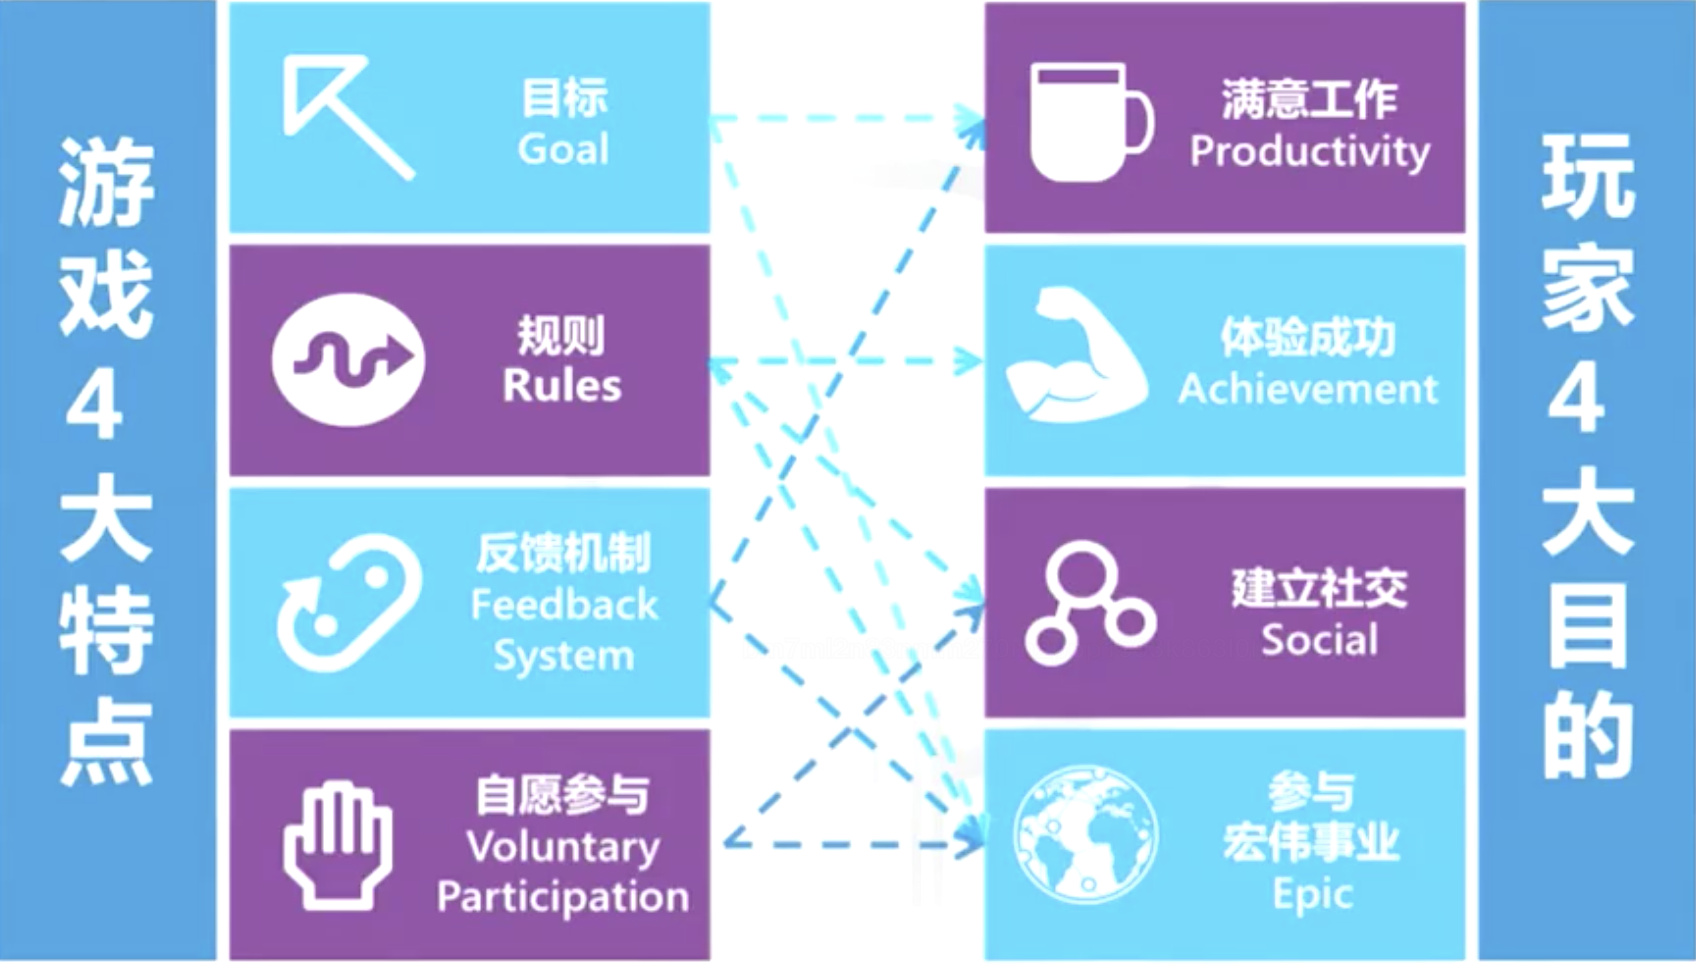 游戏4大特点
目标
Goal
规则
Rules
反馈机制
Feedback
System
自愿参与
Voluntary
Participation
满意工作
Productivity
体验成功
Achievement
建立社交
Social
参与
宏伟事业
Epic
玩家4大目的